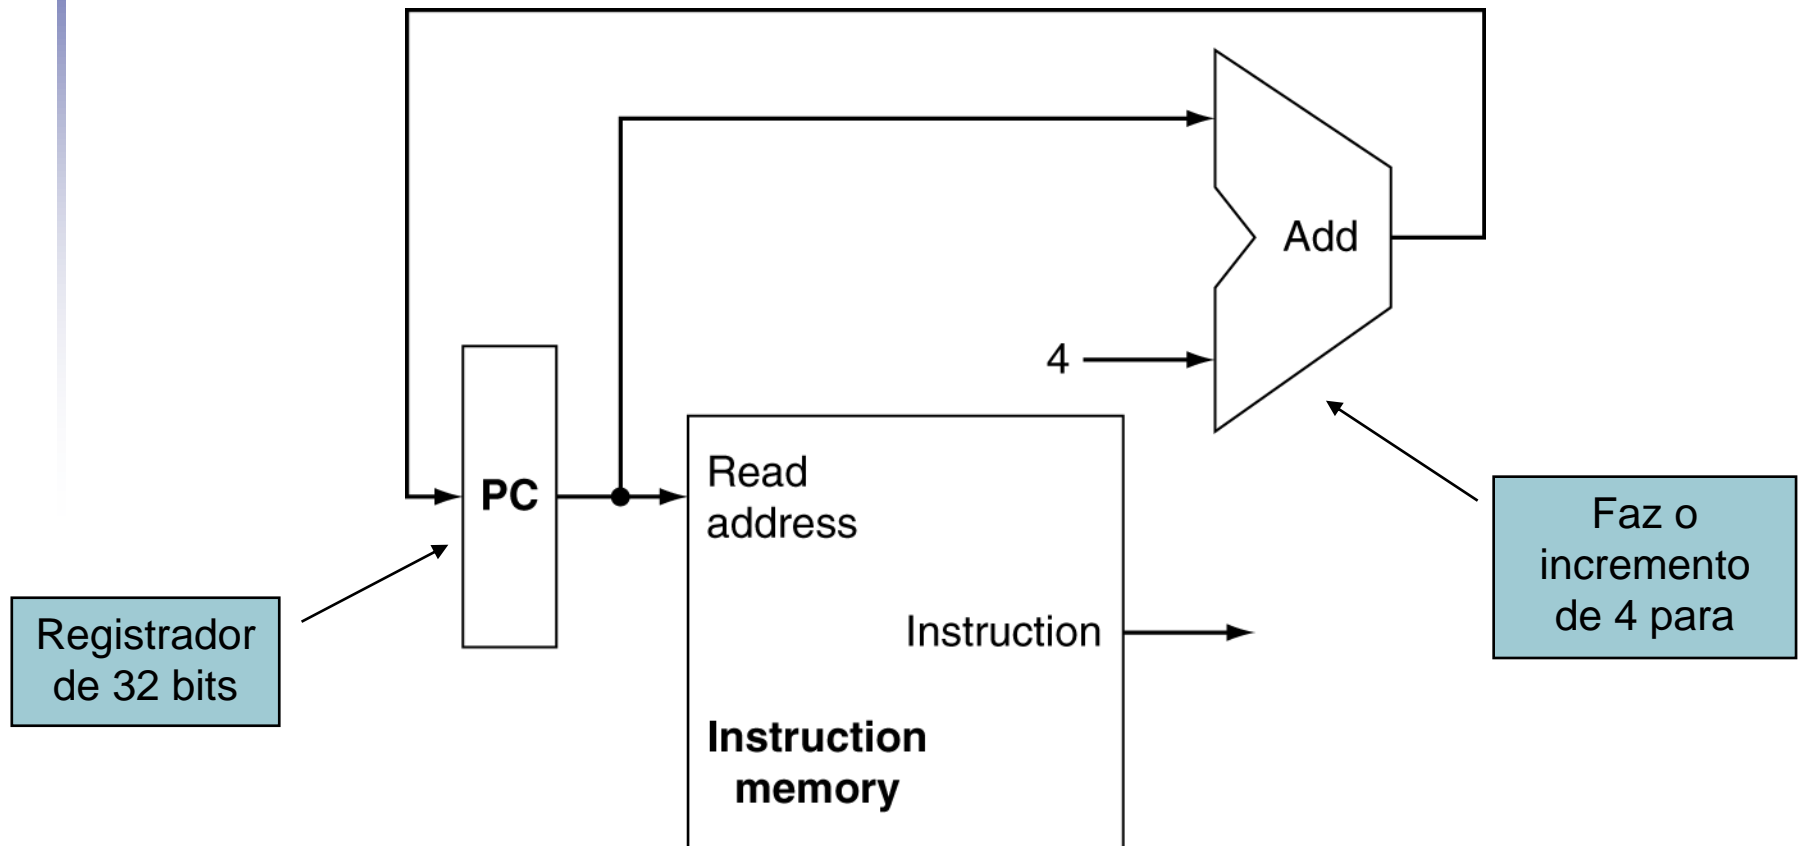 Add
4
PC
Read
address
Instruction
Instruction
memory
Registrador
de 32 bits
Faz o
incremento
de 4 para